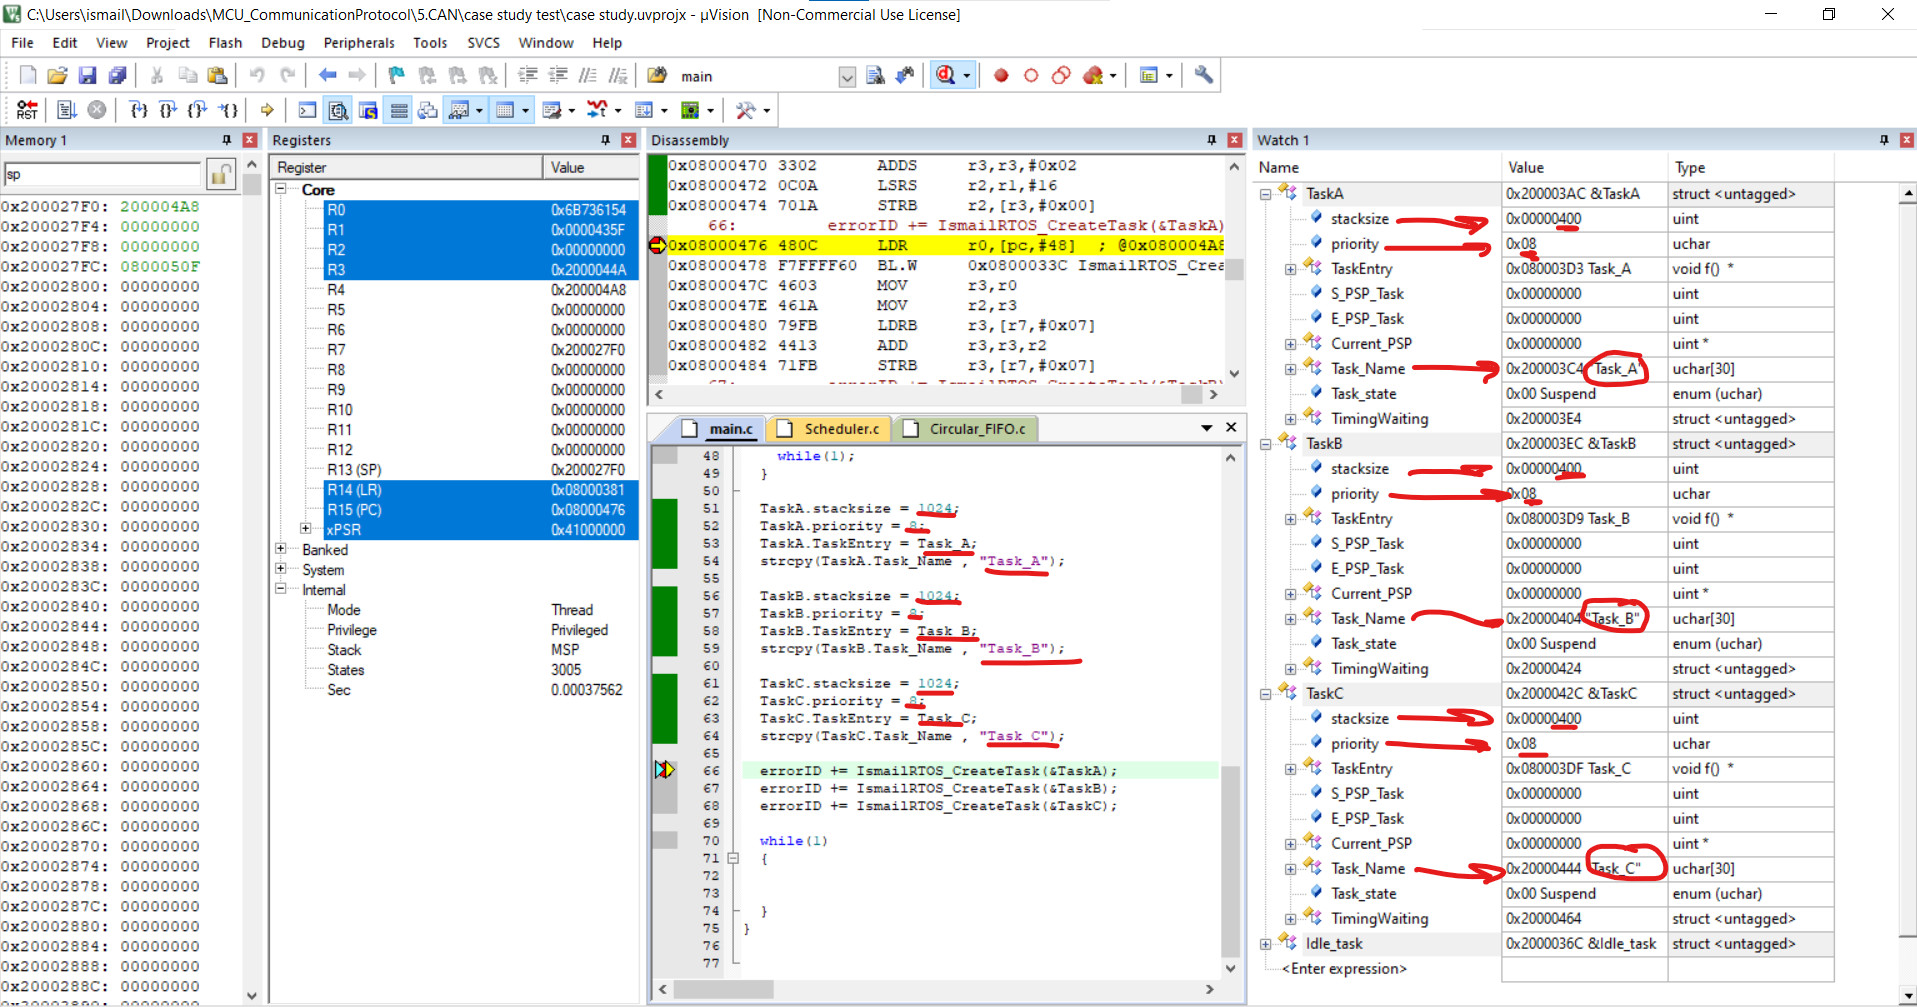 C:\Users\ismail\Downloads\MCU_CommunicationProtocol\5.CAN\case study test\case study.uvprojx - µVision [Non-Commercial Use License]
File Edit View Project Flash Debug Peripherals Tools SVCS Window Help
main
RST
Memory 1
sp
0x200027F0: 200004A8
0x200027F4: 00000000
0x200027F8: 00000000
0x200027FC: 0800050F
0x20002800: 00000000
0x20002804: 00000000
0x20002808: 00000000
0x2000280C: 00000000
0x20002810: 00000000
0x20002814: 00000000
0x20002818: 00000000
0x2000281C: 00000000
0x20002820: 00000000
0x20002824: 00000000
0x20002828: 00000000
0x2000282C: 00000000
0x20002830: 00000000
0x20002834: 00000000
0x20002838: 00000000
0x2000283C: 00000000
0x20002840: 00000000
0x20002844: 00000000
0x20002848: 00000000
0x2000284C: 00000000
0x20002850: 00000000
0x20002854: 00000000
0x20002858: 00000000
0x2000285C: 00000000
0x20002860: 00000000
0x20002864: 00000000
0x20002868: 00000000
0x2000286C: 00000000
0x20002870: 00000000
0x20002874: 00000000
0x20002878: 00000000
0x2000287C: 00000000
0x20002880: 00000000
0x20002884: 00000000
0x20002888: 00000000
0x2000288C: 00000000
Registers
Register Value
Core
R0 0x6B736154
R1 0x0000435F
R2 0x00000000
R3 0x2000044A
R4 0x200004A8
R5 0x00000000
R6 0x00000000
R7 0x200027F0
R8 0x00000000
R9 0x00000000
R10 0x00000000
R11 0x00000000
R12 0x00000000
R13 (SP) 0x200027F0
R14 (LR) 0x08000381
R15 (PC) 0x08000476
xPSR 0x41000000
Banked
System
Internal
Mode Thread
Privilege Privileged
Stack MSP
States 3005
Sec 0.00037562
Disassembly
0x08000470 3302 ADDS r3,r3,#0x02
0x08000472 0C0A LSRS r2,r1,#16
0x08000474 701A STRB r2,[r3,#0x00]
66: errorID += IsmailRTOS_CreateTask(&TaskA)
0x08000476 480C LDR r0,[pc,#48] ; @0x080004A8
0x08000478 F7FFFF60 BL.W 0x0800033C IsmailRTOS_Crea
0x0800047C 4603 MOV r3,r0
0x0800047E 461A MOV r2,r3
0x08000480 79FB LDRB r3,[r7,#0x07]
0x08000482 4413 ADD r3,r3,r2
0x08000484 71FB STRB r3,[r7,#0x07]
67: errorID += IsmailRTOS_CreateTask(&TaskB)
main.c Scheduler.c Circular_FIFO.c
48 while(1);
49 }
50
51 TaskA.stacksize = 1024;
52 TaskA.priority = 8;
53 TaskA.TaskEntry = Task_A;
54 strcpy(TaskA.Task_Name , "Task_A");
55
56 TaskB.stacksize = 1024;
57 TaskB.priority = 8;
58 TaskB.TaskEntry = Task_B;
59 strcpy(TaskB.Task_Name , "Task_B");
60
61 TaskC.stacksize = 1024;
62 TaskC.priority = 8;
63 TaskC.TaskEntry = Task_C;
64 strcpy(TaskC.Task_Name , "Task_C");
65
66 errorID += IsmailRTOS_CreateTask(&TaskA);
67 errorID += IsmailRTOS_CreateTask(&TaskB);
68 errorID += IsmailRTOS_CreateTask(&TaskC);
69
70 while(1)
71 {
72
73
74 }
75 }
76
77
Watch 1
Name Value Type
TaskA 0x200003AC &TaskA struct <untagged>
stacksize 0x00000400 uint
priority 0x08 uchar
TaskEntry 0x080003D3 Task_A void f() *
S_PSP_Task 0x00000000 uint
E_PSP_Task 0x00000000 uint
Current_PSP 0x00000000 uint *
Task_Name 0x200003C4 "Task_A" uchar[30]
Task_state 0x00 Suspend enum (uchar)
TimingWaiting 0x200003E4 struct <untagged>
TaskB 0x200003EC &TaskB struct <untagged>
stacksize 0x00000400 uint
priority 0x08 uchar
TaskEntry 0x080003D9 Task_B void f() *
S_PSP_Task 0x00000000 uint
E_PSP_Task 0x00000000 uint
Current_PSP 0x00000000 uint *
Task_Name 0x20000404 "Task_B" uchar[30]
Task_state 0x00 Suspend enum (uchar)
TimingWaiting 0x20000424 struct <untagged>
TaskC 0x2000042C &TaskC struct <untagged>
stacksize 0x00000400 uint
priority 0x08 uchar
TaskEntry 0x080003DF Task_C void f() *
S_PSP_Task 0x00000000 uint
E_PSP_Task 0x00000000 uint
Current_PSP 0x00000000 uint *
Task_Name 0x20000444 "Task_C" uchar[30]
Task_state 0x00 Suspend enum (uchar)
TimingWaiting 0x20000464 struct <untagged>
Idle_task 0x2000036C &Idle_task struct <untagged>
<Enter expression>